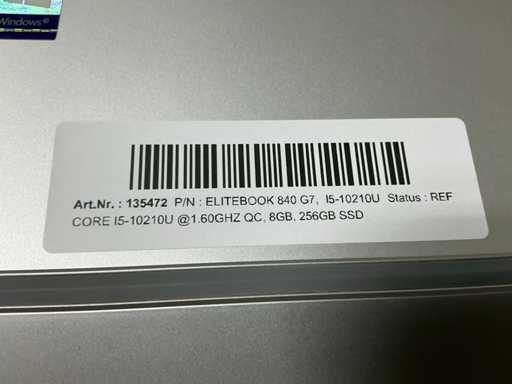 Windows®
Art.Nr. : 135472 P/N : ELITEBOOK 840 G7, I5-10210U Status : REF
CORE I5-10210U @1.60GHZ QC, 8GB, 256GB SSD